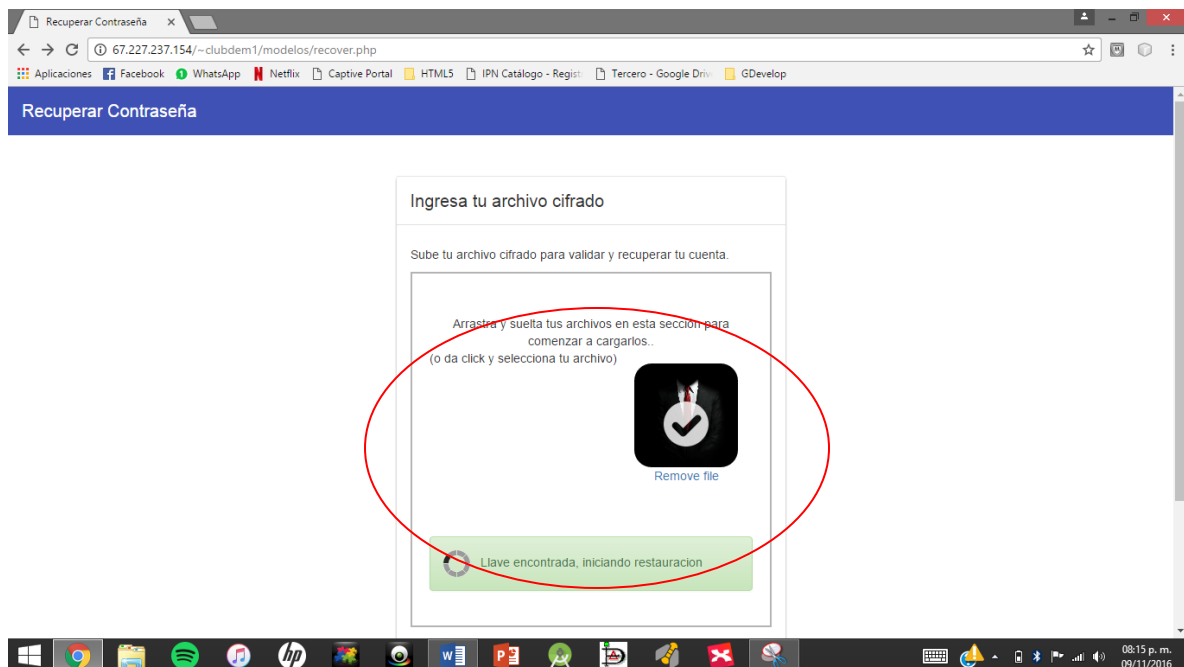 Recuperar Contraseña
67.227.237.154/~clubdem1/modelos/recover.php
Aplicaciones Facebook WhatsApp Netflix Captive Portal HTML5 IPN Catálogo - Regist Tercero - Google Driv GDevelop
Recuperar Contraseña
Ingresa tu archivo cifrado
Sube tu archivo cifrado para validar y recuperar tu cuenta.
Arrastra y suelta tus archivos en esta sección para
comenzar a cargarlos..
(o da click y selecciona tu archivo)
Remove file
Llave encontrada, iniciando restauracion
08:15 p. m.
09/11/2016